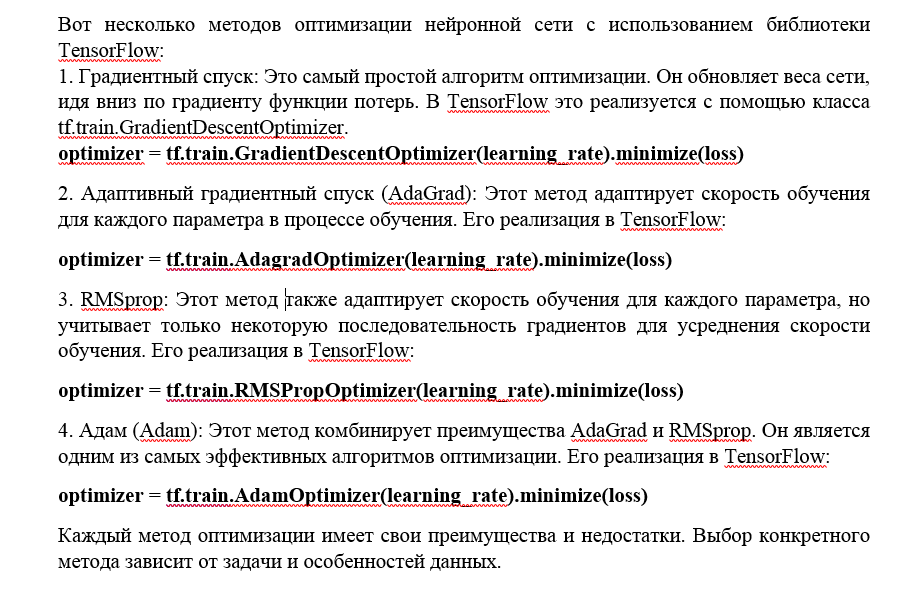 Вот несколько методов оптимизации нейронной сети с использованием библиотеки
TensorFlow:
1. Градиентный спуск: Это самый простой алгоритм оптимизации. Он обновляет веса сети,
идя вниз по градиенту функции потерь. В TensorFlow это реализуется с помощью класса
tf.train.GradientDescentOptimizer.
optimizer = tf.train.GradientDescentOptimizer(learning_rate).minimize(loss)
2. Адаптивный градиентный спуск (AdaGrad): Этот метод адаптирует скорость обучения
для каждого параметра в процессе обучения. Его реализация в TensorFlow:
optimizer = tf.train.AdagradOptimizer(learning_rate).minimize(loss)
3. RMSprop: Этот метод также адаптирует скорость обучения для каждого параметра, но
учитывает только некоторую последовательность градиентов для усреднения скорости
обучения. Его реализация в TensorFlow:
optimizer = tf.train.RMSPropOptimizer(learning_rate).minimize(loss)
4. Адам (Adam): Этот метод комбинирует преимущества AdaGrad и RMSprop. Он является
одним из самых эффективных алгоритмов оптимизации. Его реализация в TensorFlow:
optimizer = tf.train.AdamOptimizer(learning_rate).minimize(loss)
Каждый метод оптимизации имеет свои преимущества и недостатки. Выбор конкретного
метода зависит от задачи и особенностей данных.